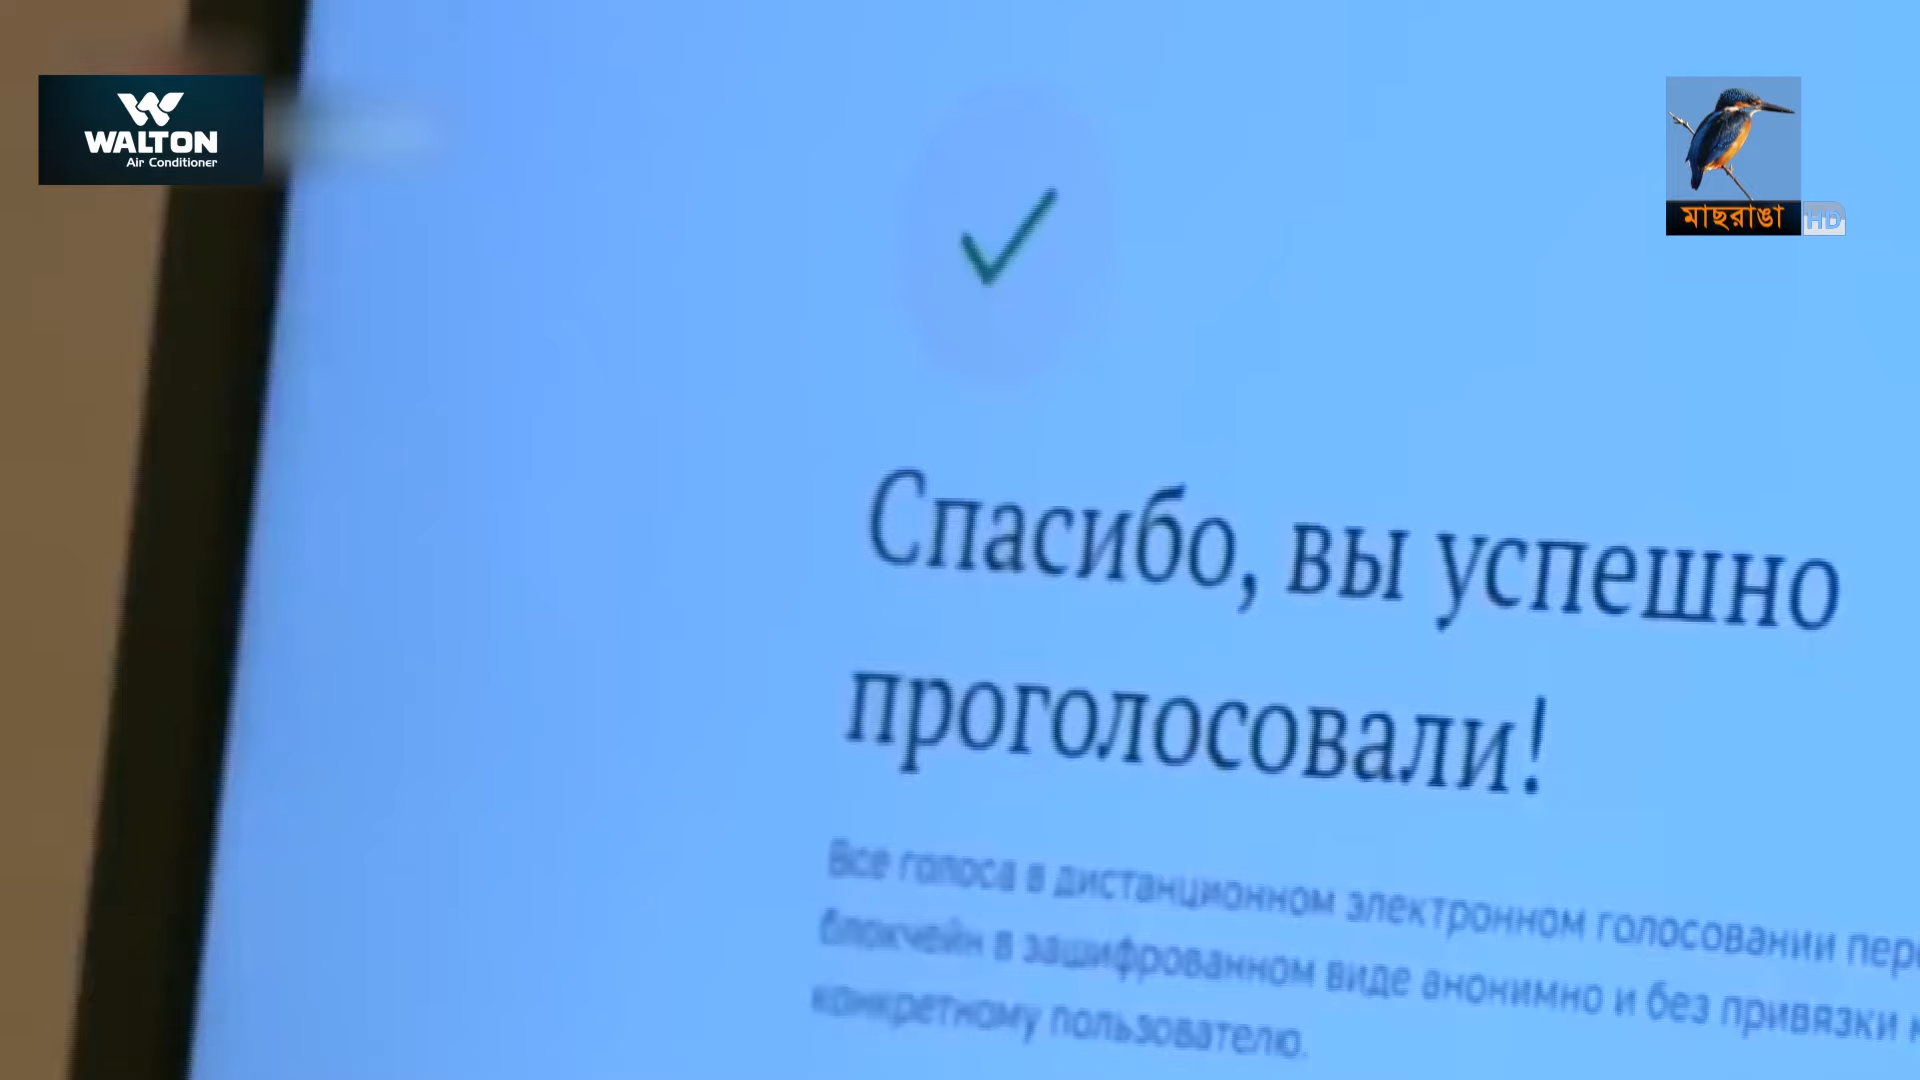 WALTON
Air Conditioner
মাছরাঙা
HD
Спасибо, вы успешно
проголосовали!
Все голоса в дистанционном электронном голосовании
блокчейн в зашифрованном виде анонимно и без привязки к
конкретному пользователю.